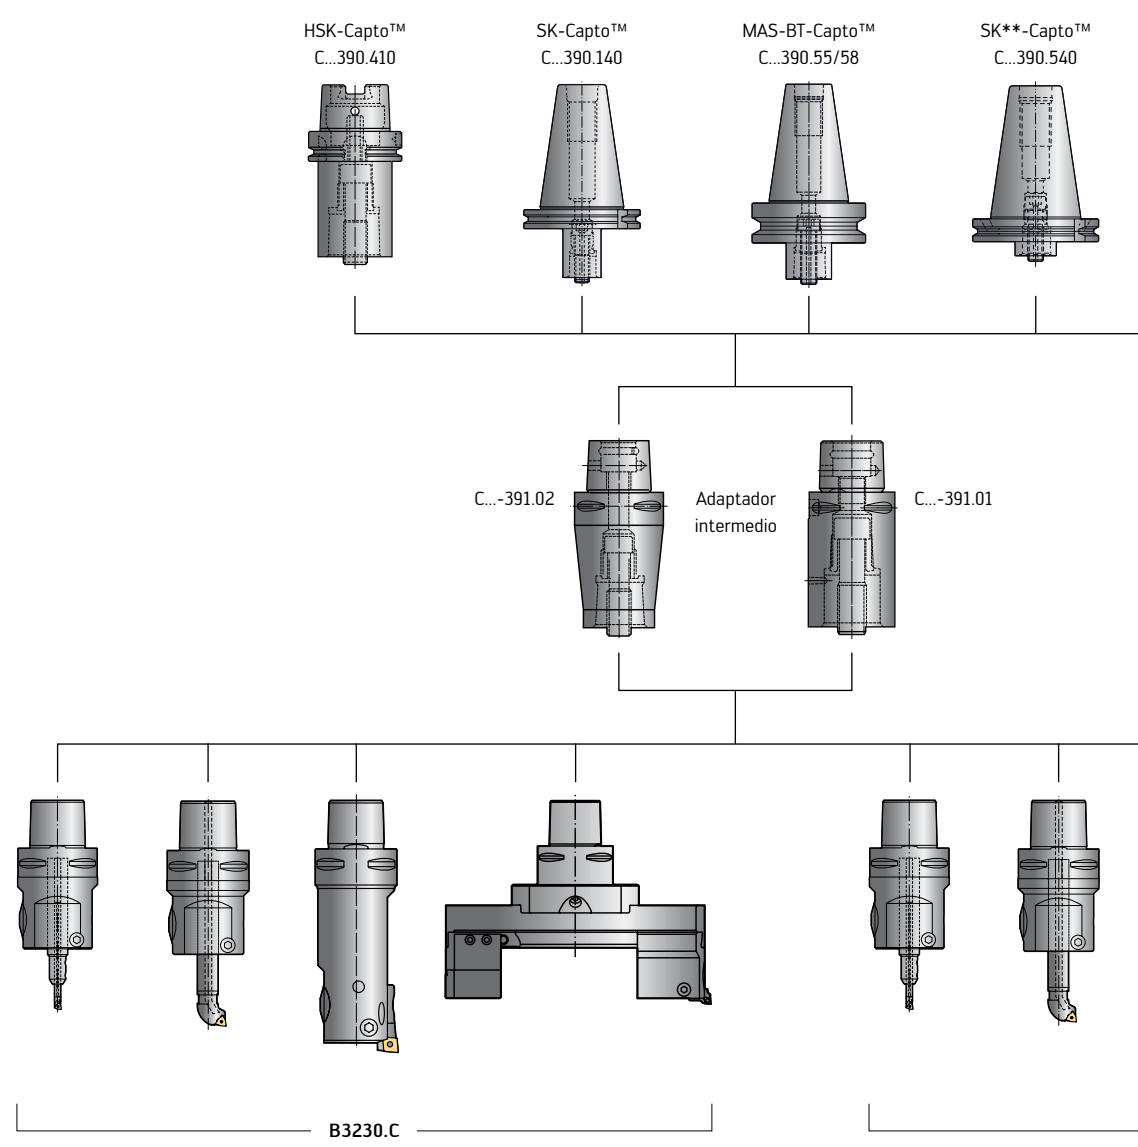 HSK-Capto™
C...390.410
SK-Capto™
C...390.140
MAS-BT-Capto™
C...390.55/58
SK**-Capto™
C...390.540
C...-391.02
Adaptador
intermedio
C...-391.01
B3230.C